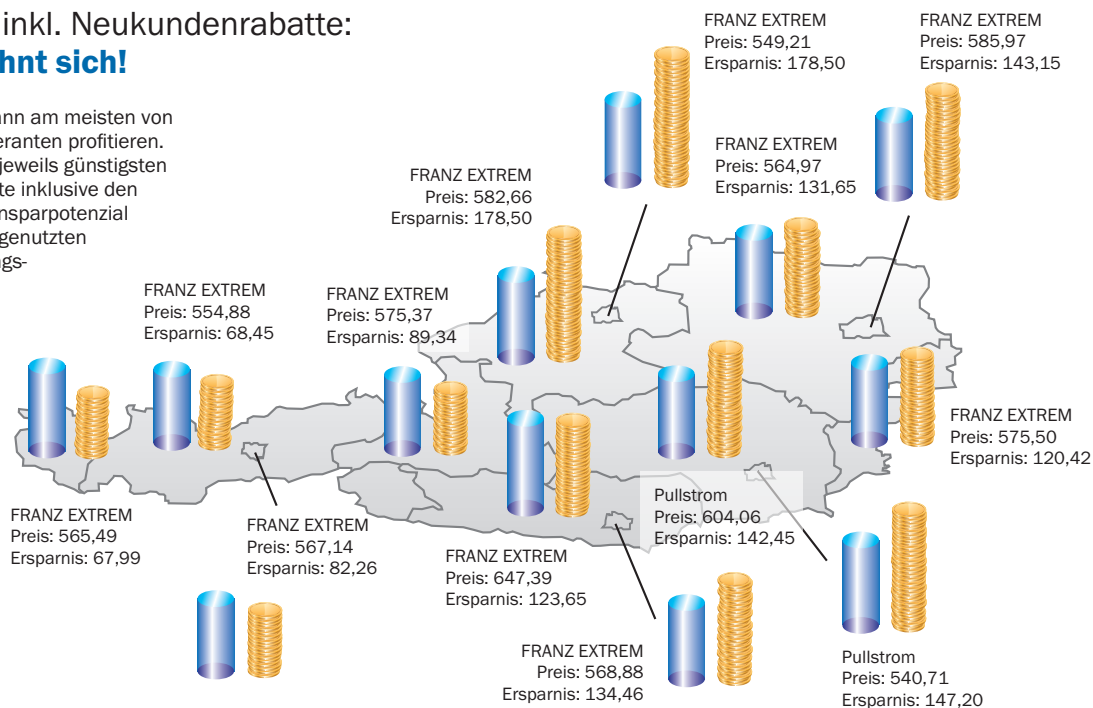 inkl. Neukundenrabatte:
hnt sich!
ann am meisten von
eranten profitieren.
jeweils günstigsten
te inklusive den
nsparpotenzial
genutzten
gs-
FRANZ EXTREM
Preis: 549,21
Ersparnis: 178,50
FRANZ EXTREM
Preis: 585,97
Ersparnis: 143,15
FRANZ EXTREM
Preis: 564,97
Ersparnis: 131,65
FRANZ EXTREM
Preis: 582,66
Ersparnis: 178,50
FRANZ EXTREM
Preis: 554,88
Ersparnis: 68,45
FRANZ EXTREM
Preis: 575,37
Ersparnis: 89,34
FRANZ EXTREM
Preis: 575,50
Ersparnis: 120,42
Pullstrom
Preis: 604,06
Ersparnis: 142,45
FRANZ EXTREM
Preis: 565,49
Ersparnis: 67,99
FRANZ EXTREM
Preis: 567,14
Ersparnis: 82,26
FRANZ EXTREM
Preis: 647,39
Ersparnis: 123,65
FRANZ EXTREM
Preis: 568,88
Ersparnis: 134,46
Pullstrom
Preis: 540,71
Ersparnis: 147,20